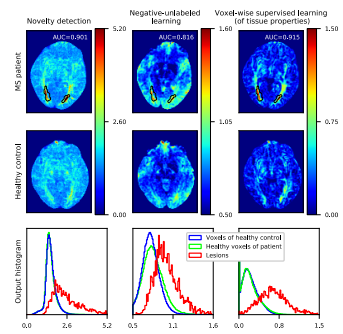 Novelty detection
Negative-unlabeled
learning
Voxel-wise supervised learning
(of tissue properties)
MS patient
AUC=0.901
5.20
2.60
0.00
AUC=0.816
1.60
1.05
0.50
AUC=0.915
1.50
0.75
0.00
Healthy control
Output histogram
Voxels of healthy control
Healthy voxels of patient
Lesions
0.0
2.6
5.2
0.5
1.1
1.6
0.0
0.8
1.5